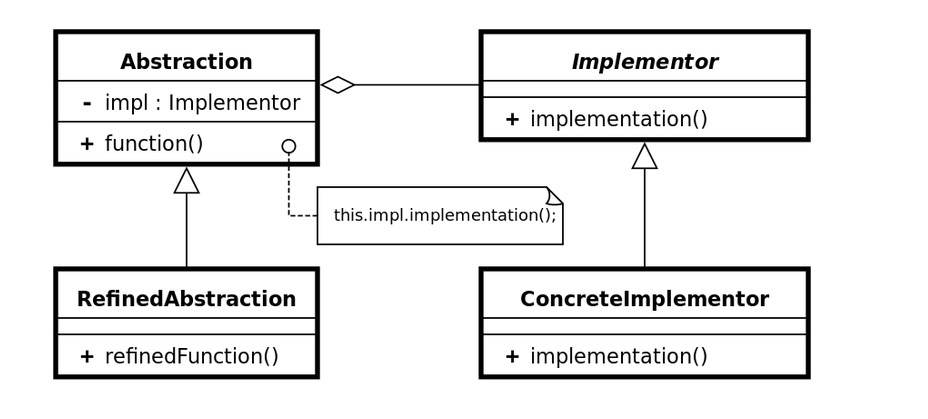 Abstraction
- impl : Implementor
+ function()
Implementor
+ implementation()
this.impl.implementation();
RefinedAbstraction
+ refinedFunction()
ConcreteImplementor
+ implementation()